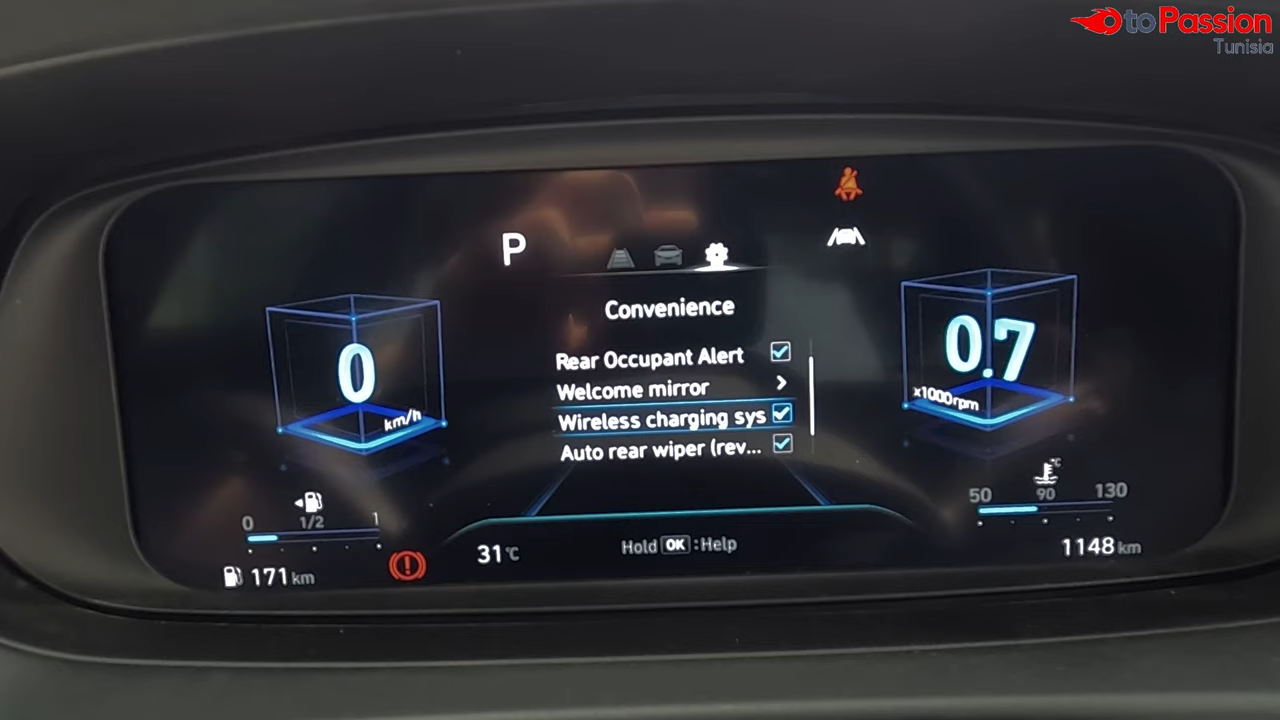 otoPassion
Tunisia
P
Convenience
Rear Occupant Alert
Welcome mirror
Wireless charging sys
Auto rear wiper (rev...
0
km/h
0.7
x1000rpm
0 1/2 1
171 km
31°C
Hold OK : Help
°C
50 90 130
1148 km